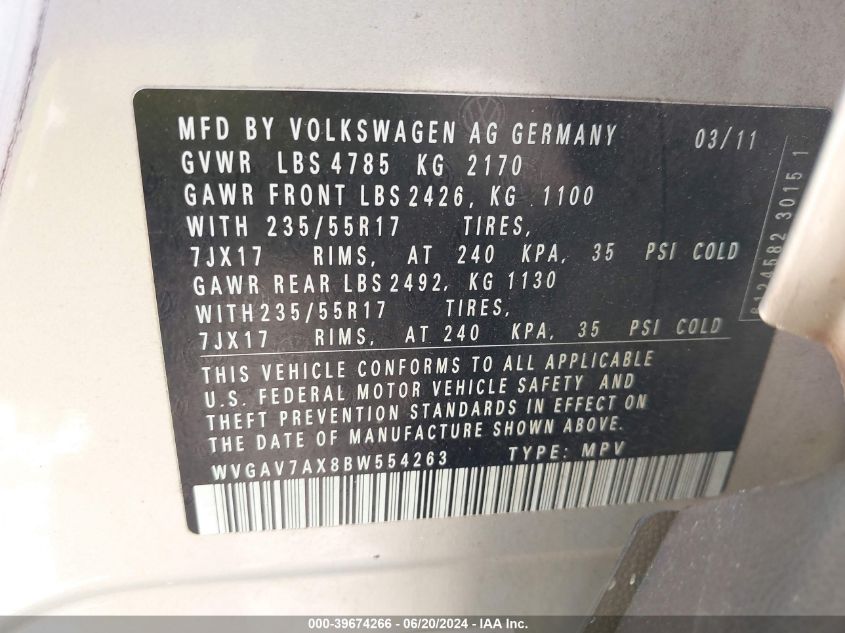 MFD BY VOLKSWAGEN AG GERMANY 03/11
GVWR LBS 4785 KG 2170
GAWR FRONT LBS 2426, KG 1100
WITH 235/55R17 TIRES,
7JX17 RIMS, AT 240 KPA, 35 PSI COLD
GAWR REAR LBS 2492, KG 1130
WITH 235/55R17 TIRES,
7JX17 RIMS, AT 240 KPA, 35 PSI COLD
THIS VEHICLE CONFORMS TO ALL APPLICABLE
U.S. FEDERAL MOTOR VEHICLE SAFETY AND
THEFT PREVENTION STANDARDS IN EFFECT ON
THE DATE OF MANUFACTURE SHOWN ABOVE.
WVGAV7AX8BW554263 TYPE: MPV
30151
000-39674266 - 06/20/2024 - IAA Inc.